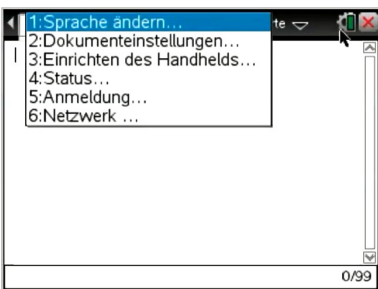 1:Sprache ändern... te
2:Dokumenteinstellungen...
3:Einrichten des Handhelds...
4:Status...
5:Anmeldung...
6:Netzwerk ...
0/99